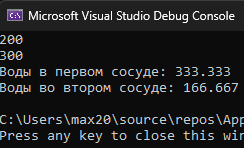 Microsoft Visual Studio Debug Console
200
300
Воды в первом сосуде: 333.333
Воды во втором сосуде: 166.667
C:\Users\max20\source\repos\App
Press any key to close this win